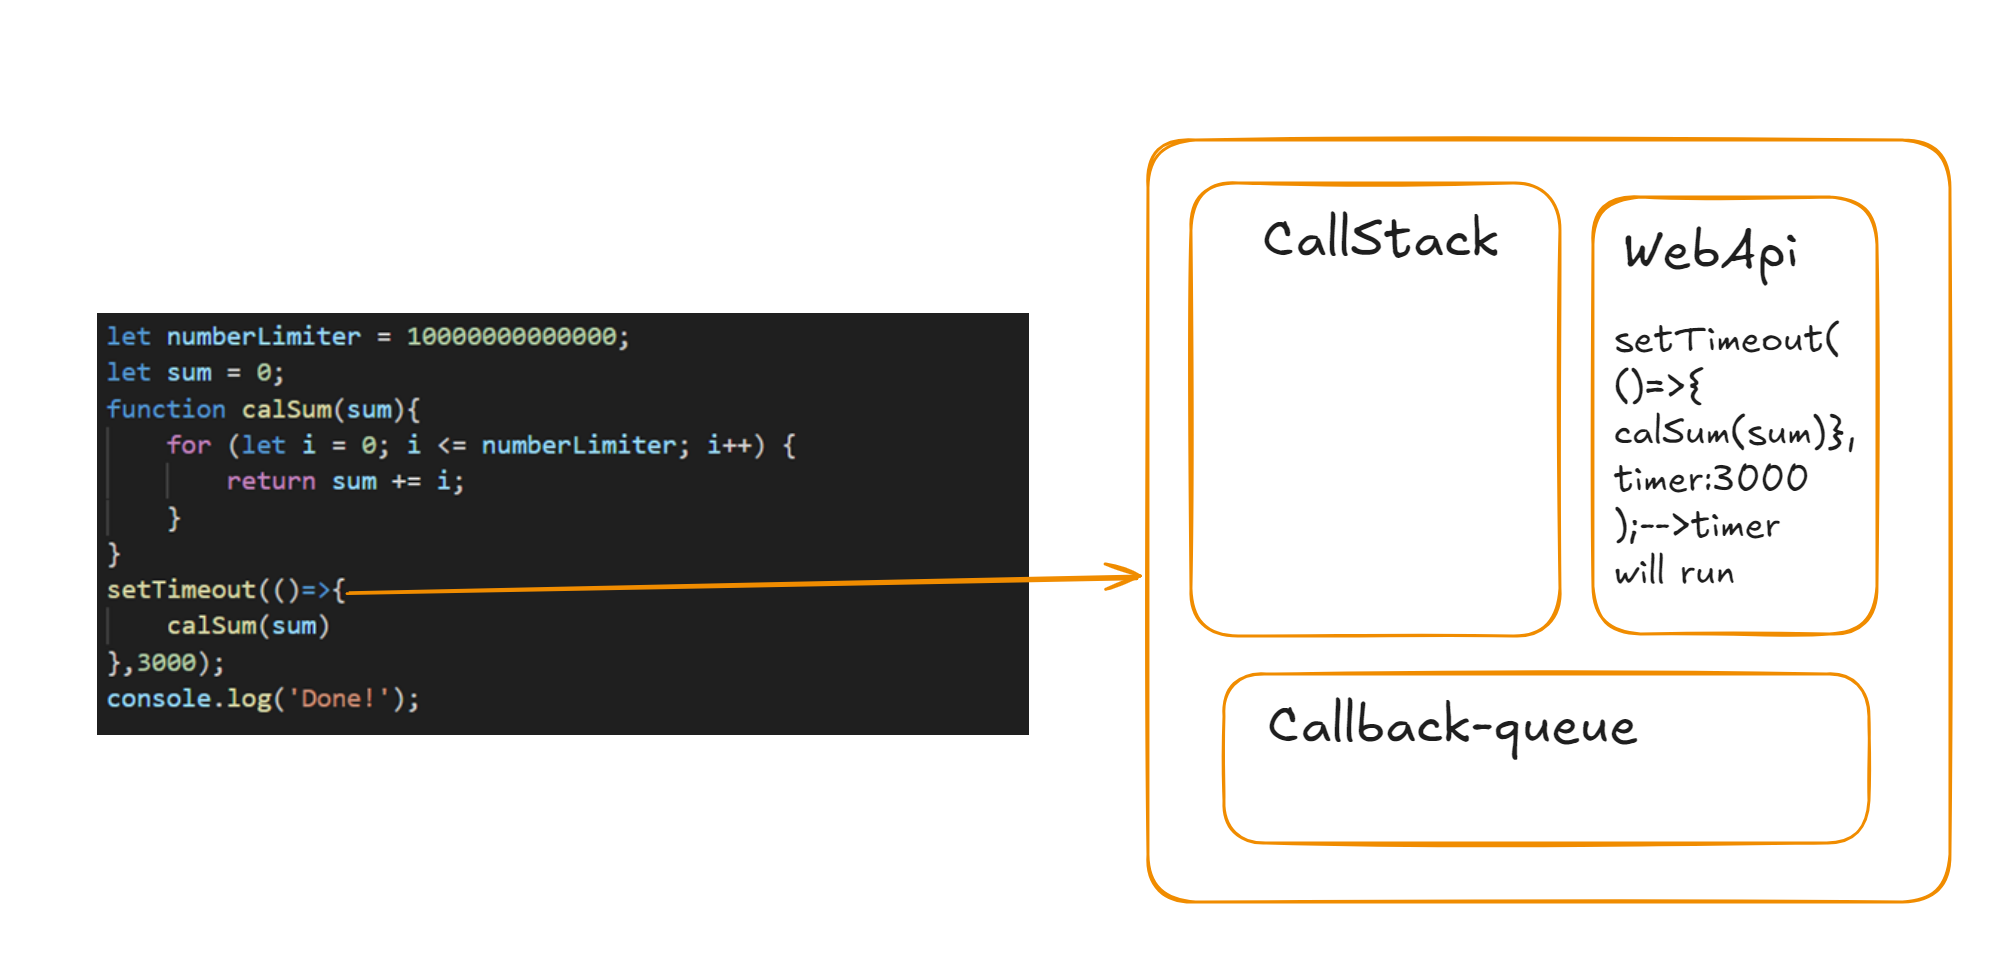 let numberLimiter = 10000000000000;
let sum = 0;
function calSum(sum){
    for (let i = 0; i <= numberLimiter; i++) {
        return sum += i;
    }
}
setTimeout(()=>{
    calSum(sum)
},3000);
console.log('Done!');
CallStack
WebApi
setTimeout(
()=>{
calSum(sum)},
timer:3000
);-->timer
will run
Callback-queue